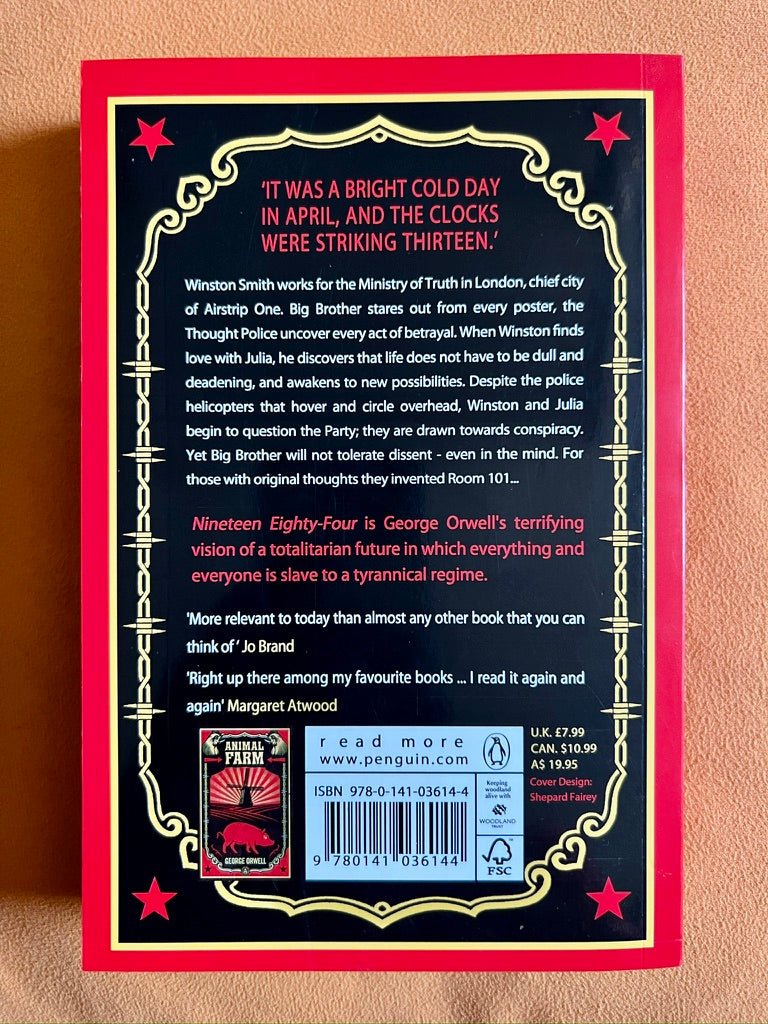 'IT WAS A BRIGHT COLD DAY
IN APRIL, AND THE CLOCKS
WERE STRIKING THIRTEEN.'
Winston Smith works for the Ministry of Truth in London, chief city
of Airstrip One. Big Brother stares out from every poster, the
Thought Police uncover every act of betrayal. When Winston finds
love with Julia, he discovers that life does not have to be dull and
deadening, and awakens to new possibilities. Despite the police
helicopters that hover and circle overhead, Winston and Julia
begin to question the Party; they are drawn towards conspiracy.
Yet Big Brother will not tolerate dissent - even in the mind. For
those with original thoughts they invented Room 101...
Nineteen Eighty-Four is George Orwell's terrifying
vision of a totalitarian future in which everything and
everyone is slave to a tyrannical regime.
'More relevant to today than almost any other book that you can
think of ' Jo Brand
'Right up there among my favourite books ... I read it again and
again' Margaret Atwood
ANIMAL
FARM
GEORGE ORWELL
read more
www.penguin.com
ISBN 978-0-141-03614-4
9 780141 036144
Keeping
woodland
alive with
WOODLAND
TRUST
FSC
™
U.K. £7.99
CAN. $10.99
A$ 19.95
Cover Design:
Shepard Fairey